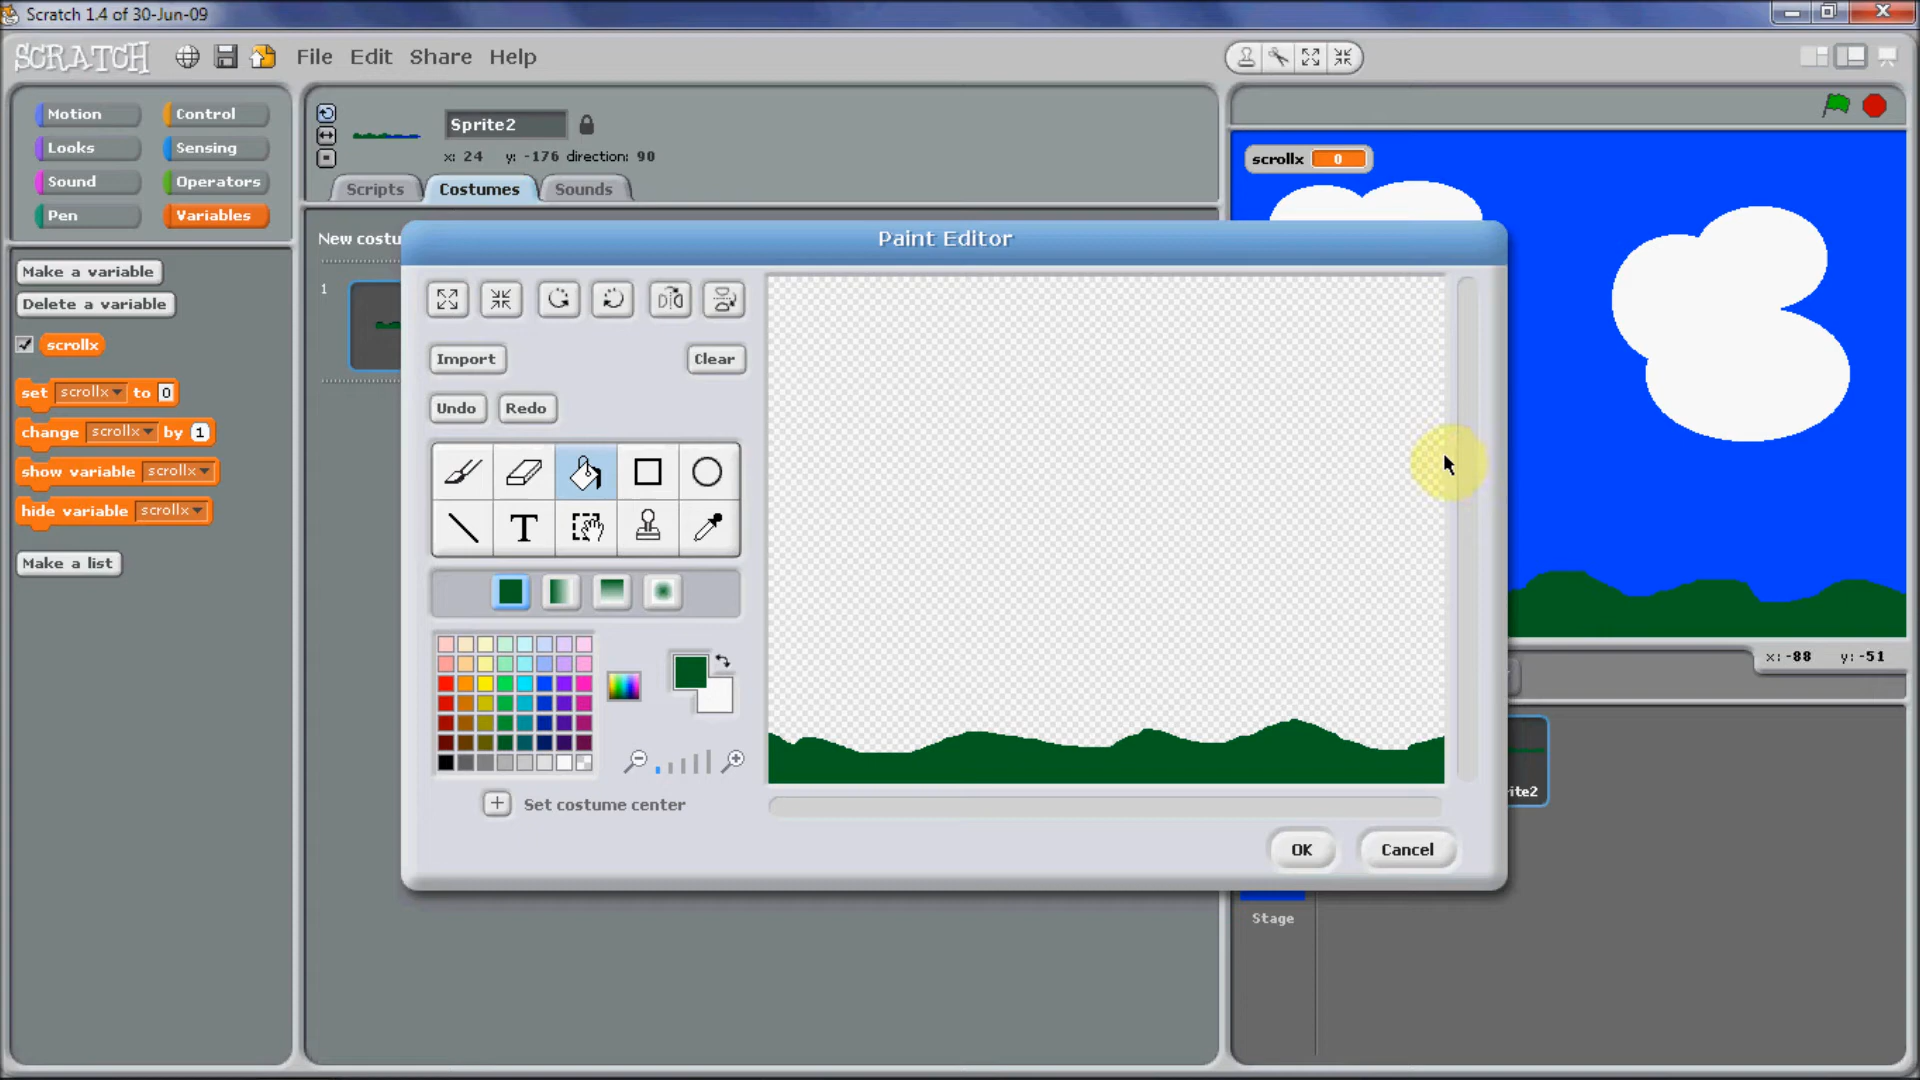 Scratch 1.4 of 30-Jun-09
SCRATCH File Edit Share Help
Motion Control
Looks Sensing
Sound Operators
Pen Variables
Make a variable
Delete a variable
scrollx
set scrollx to 0
change scrollx by 1
show variable scrollx
hide variable scrollx
Make a list
Sprite2
x: 24 y: -176 direction: 90
Scripts Costumes Sounds
New costu
1
Paint Editor
Import Clear
Undo Redo
T
Set costume center
OK Cancel
scrollx 0
x: -88 y: -51
rite2
Stage